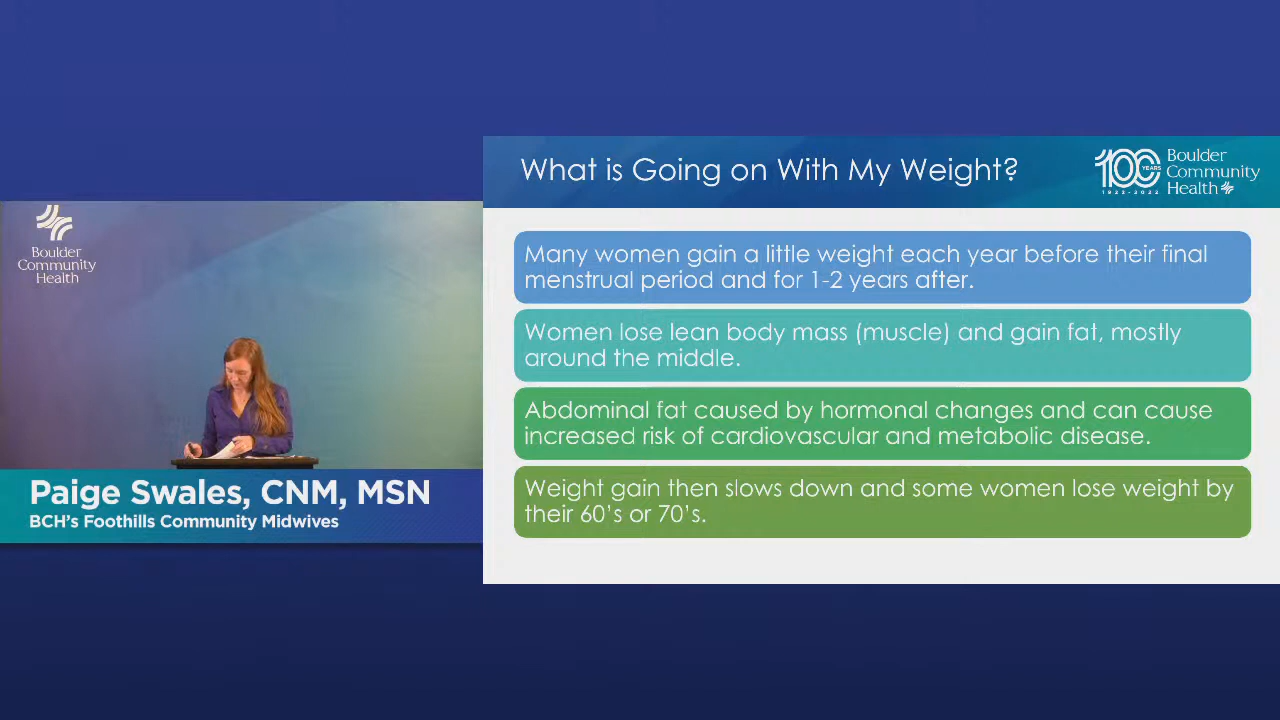 Boulder
Community
Health
Paige Swales, CNM, MSN
BCH's Foothills Community Midwives
What is Going on With My Weight?
100
YEARS
1922-2022
Boulder
Community
Health
Many women gain a little weight each year before their final
menstrual period and for 1-2 years after.
Women lose lean body mass (muscle) and gain fat, mostly
around the middle.
Abdominal fat caused by hormonal changes and can cause
increased risk of cardiovascular and metabolic disease.
Weight gain then slows down and some women lose weight by
their 60's or 70's.